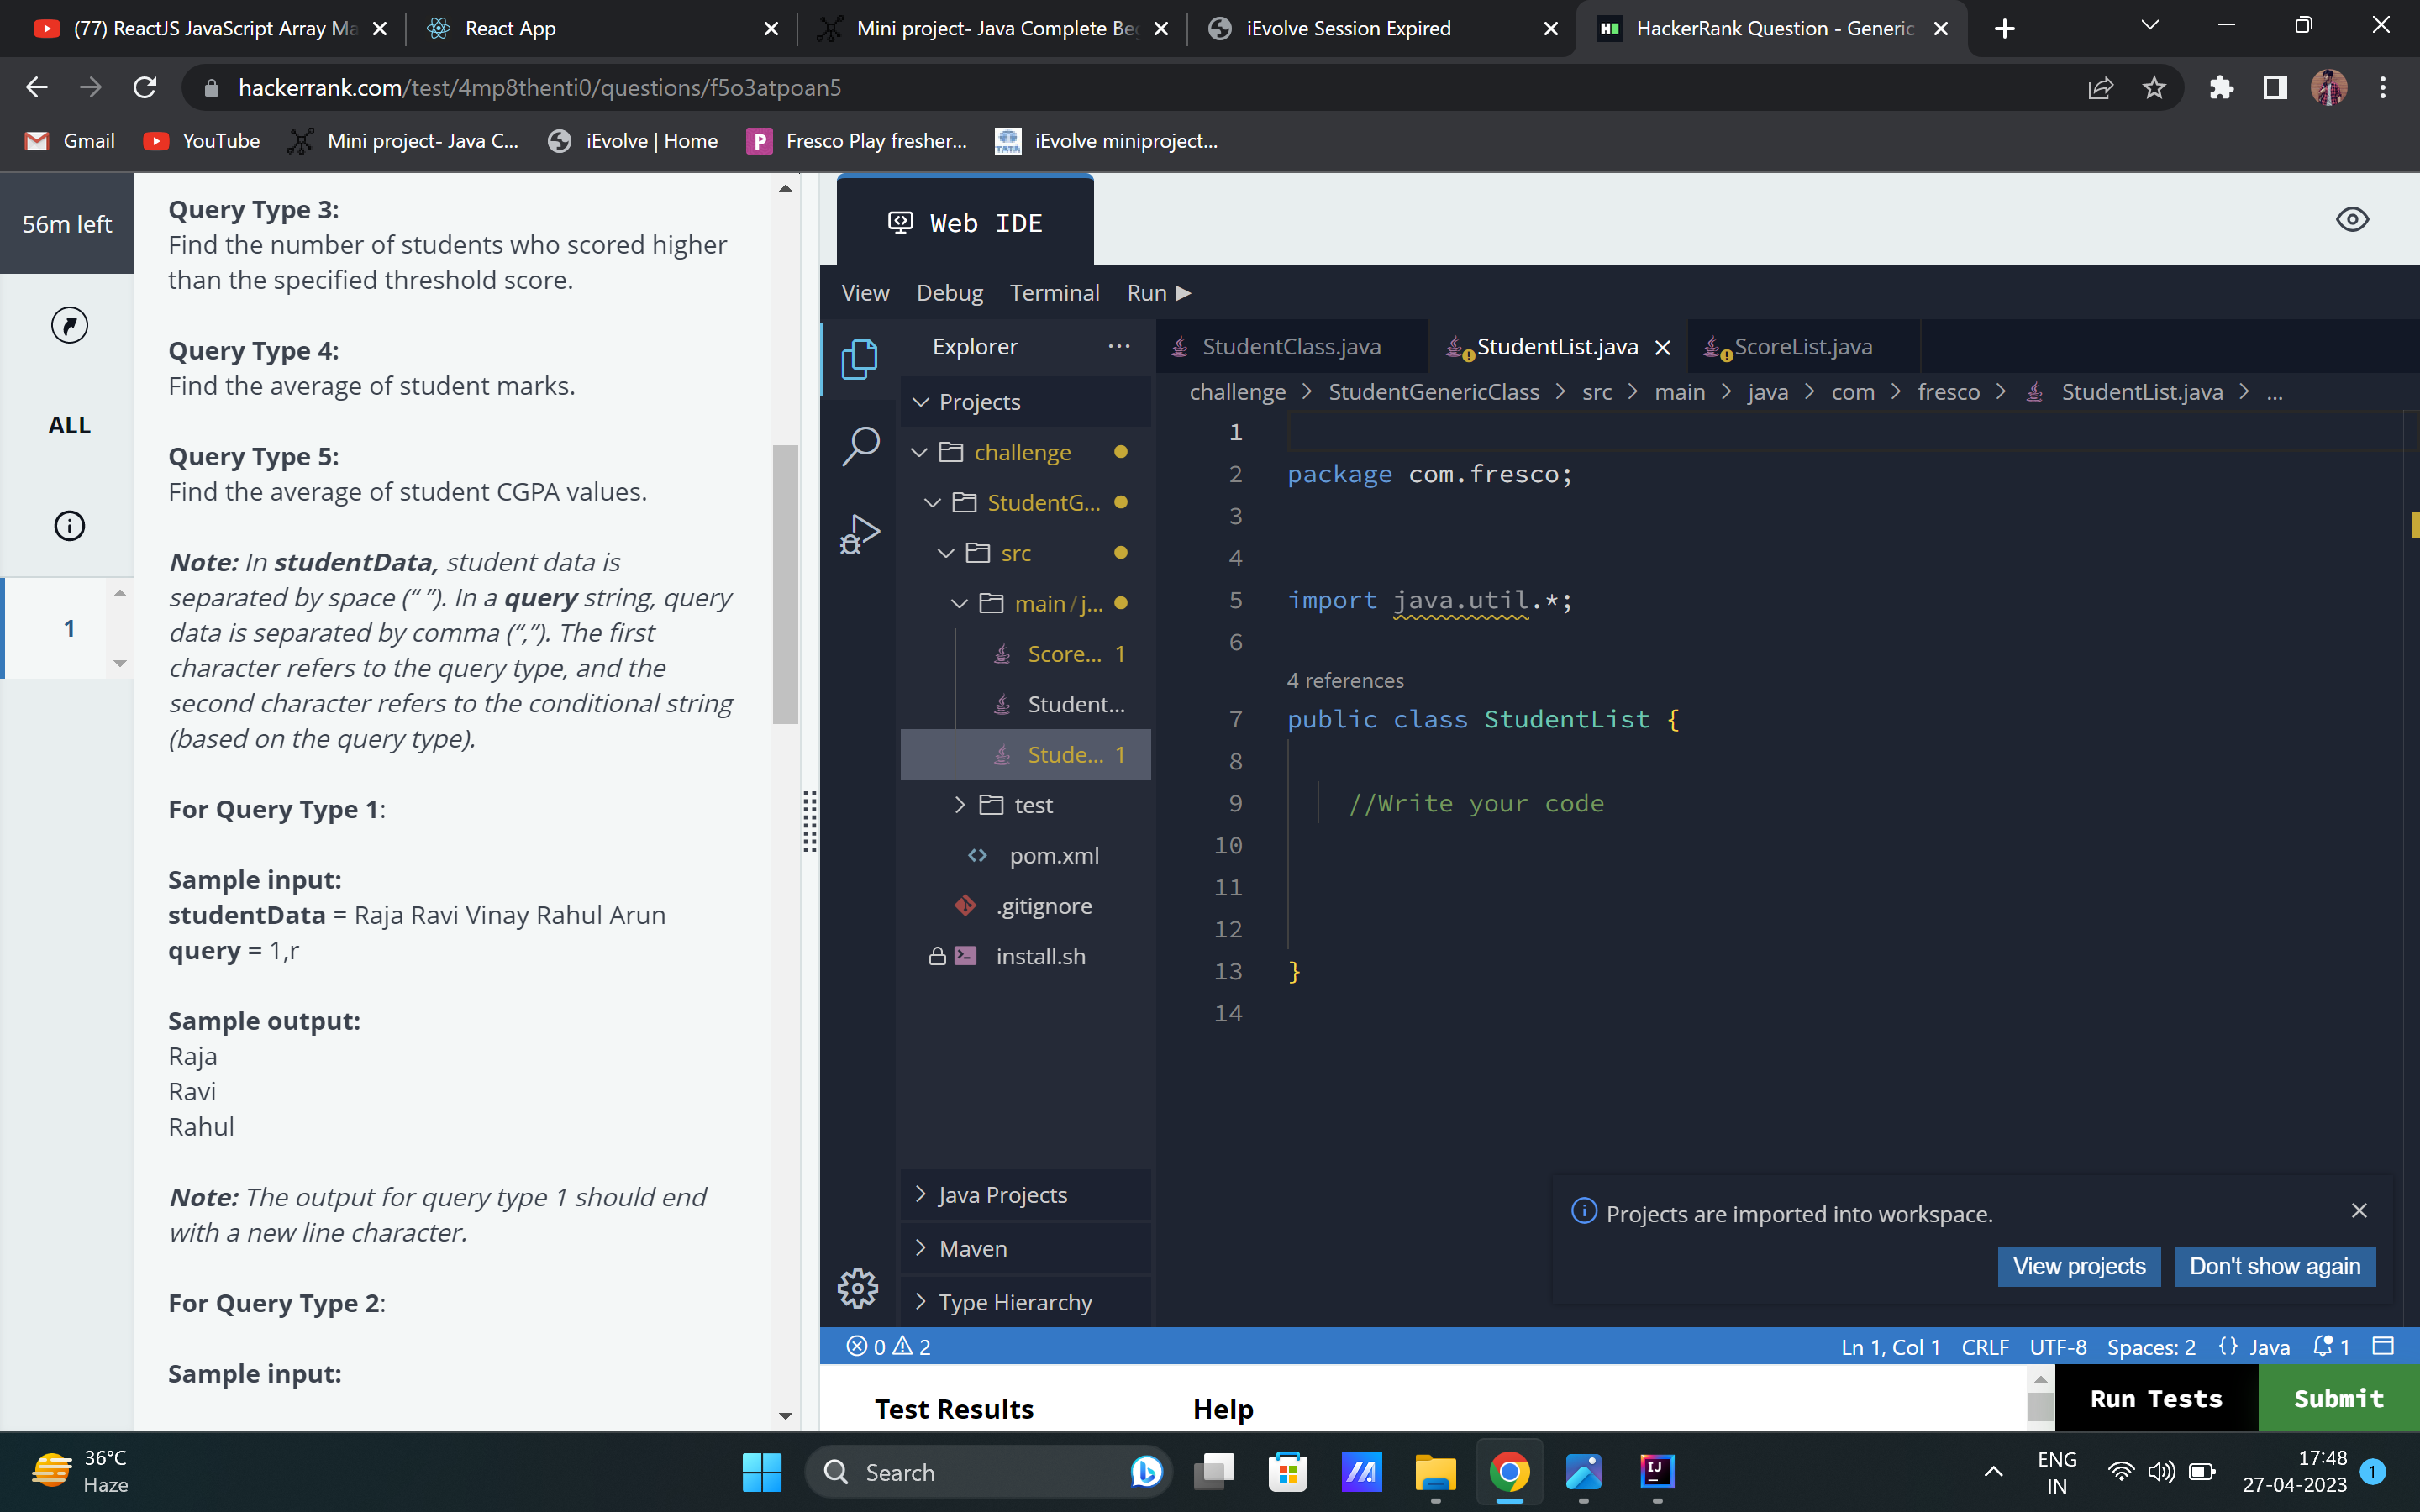 (77) ReactJS JavaScript Array Ma
React App
Mini project- Java Complete Be
iEvolve Session Expired
HackerRank Question - Generic
hackerrank.com/test/4mp8thenti0/questions/f5o3atpoan5
Gmail
YouTube
Mini project- Java C...
iEvolve | Home
Fresco Play fresher...
iEvolve miniproject...
56m left
ALL
1
Query Type 3:
Find the number of students who scored higher
than the specified threshold score.
Query Type 4:
Find the average of student marks.
Query Type 5:
Find the average of student CGPA values.
Note: In studentData, student data is
separated by space (“ ”). In a query string, query
data is separated by comma (“,”). The first
character refers to the query type, and the
second character refers to the conditional string
(based on the query type).
For Query Type 1:
Sample input:
studentData = Raja Ravi Vinay Rahul Arun
query = 1,r
Sample output:
Raja
Ravi
Rahul
Note: The output for query type 1 should end
with a new line character.
For Query Type 2:
Sample input:
Web IDE
View Debug Terminal Run
Explorer
Projects
challenge
StudentG...
src
main/j...
Score... 1
Student...
Stude... 1
test
pom.xml
.gitignore
install.sh
Java Projects
Maven
Type Hierarchy
StudentClass.java
StudentList.java
ScoreList.java
challenge > StudentGenericClass > src > main > java > com > fresco > StudentList.java > ...
1
2 package com.fresco;
3
4
5 import java.util.*;
6
4 references
7 public class StudentList {
8
9 //Write your code
10
11
12
13 }
14
Projects are imported into workspace.
View projects
Don't show again
0 2
Ln 1, Col 1 CRLF UTF-8 Spaces: 2 {} Java 1
Test Results
Help
Run Tests
Submit
36°C
Haze
Search
ENG
IN
17:48
27-04-2023
1